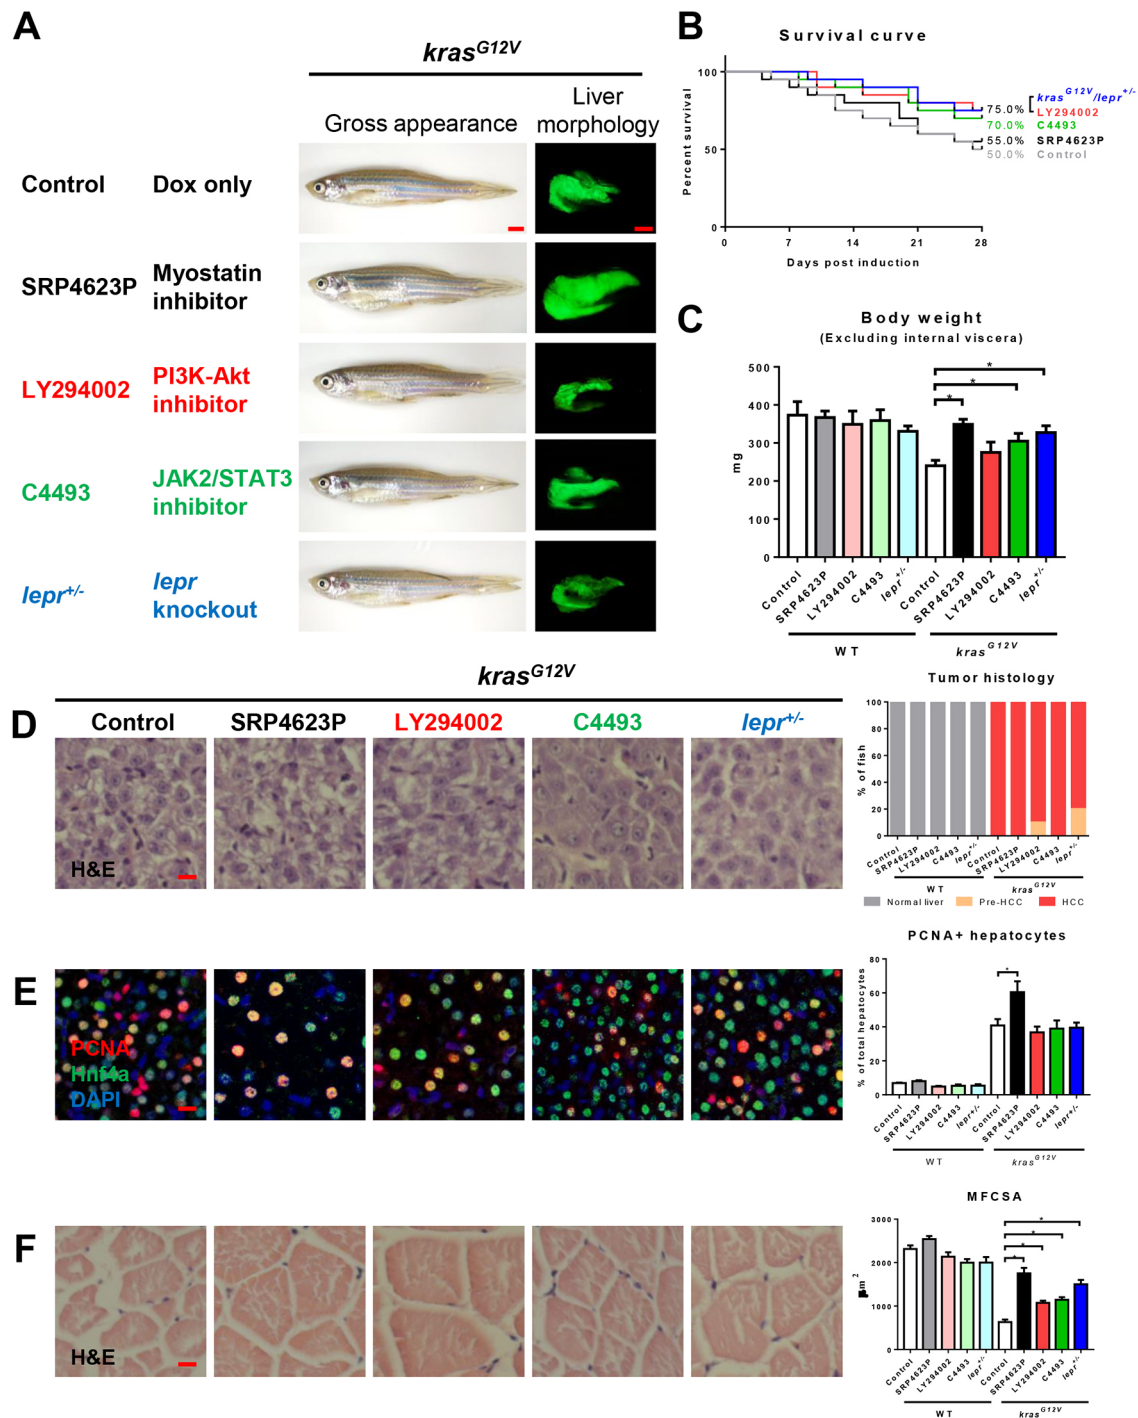 A
kras^G12V
Gross appearance
Liver
morphology
Control Dox only
SRP4623P Myostatin
inhibitor
LY294002 PI3K-Akt
inhibitor
C4493 JAK2/STAT3
inhibitor
lepr+/- lepr
knockout
B
Survival curve
Percent survival
100
50
0
0 7 14 21 28
Days post induction
kras^G12V/lepr+/-
75.0% LY294002
70.0% C4493
55.0% SRP4623P
50.0% Control
C
Body weight
(Excluding internal viscera)
mg
500
400
300
200
100
0
* * *
Control SRP4623P LY294002 C4493 lepr+/- Control SRP4623P LY294002 C4493 lepr+/-
WT kras^G12V
kras^G12V
D
Control SRP4623P LY294002 C4493 lepr+/-
H&E
Tumor histology
% of fish
100
80
60
40
20
0
Control SRP4623P LY294002 C4493 lepr+/- Control SRP4623P LY294002 C4493 lepr+/-
WT kras^G12V
Normal liver Pre-HCC HCC
E
PCNA
Hnf4a
DAPI
PCNA+ hepatocytes
% of total hepatocytes
80
60
40
20
0
*
Control SRP4623P LY294002 C4493 lepr+/- Control SRP4623P LY294002 C4493 lepr+/-
WT kras^G12V
F
H&E
MFCSA
3000
2000
1000
0
* * * *
Control SRP4623P LY294002 C4493 lepr+/- Control SRP4623P LY294002 C4493 lepr+/-
WT kras^G12V